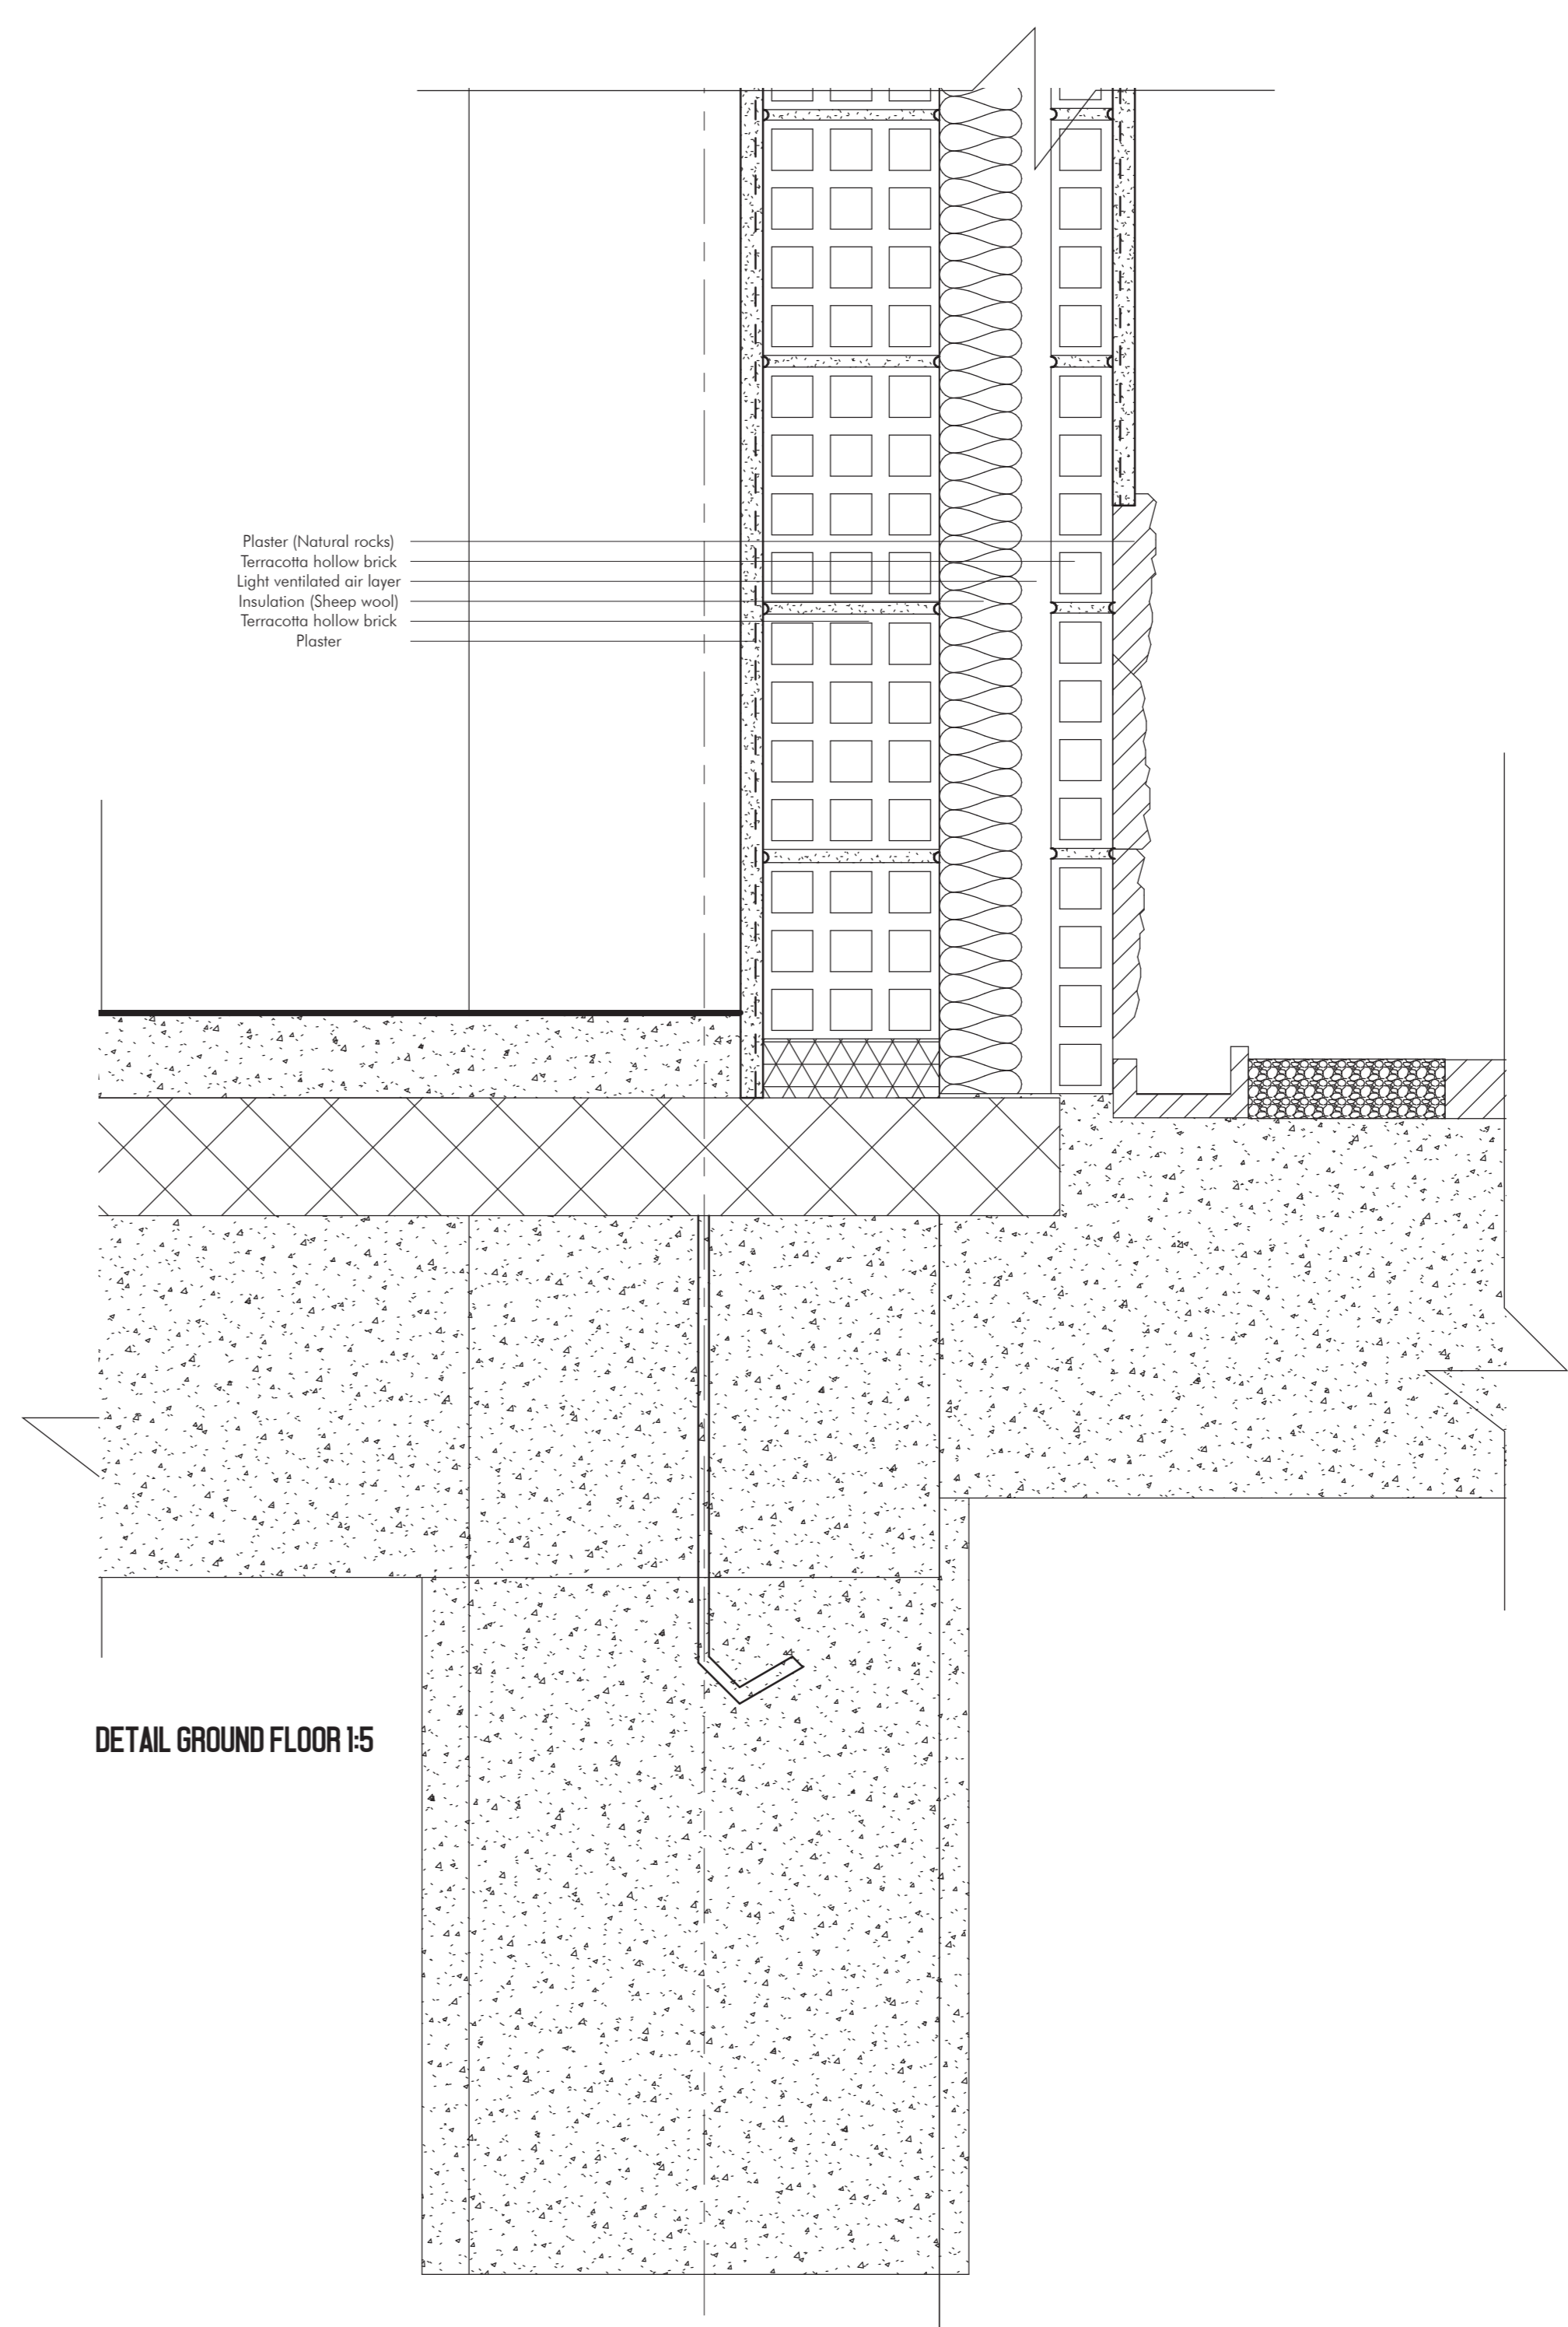 Plaster (Natural rocks)
Terracotta hollow brick
Light ventilated air layer
Insulation (Sheep wool)
Terracotta hollow brick
Plaster
DETAIL GROUND FLOOR 1:5